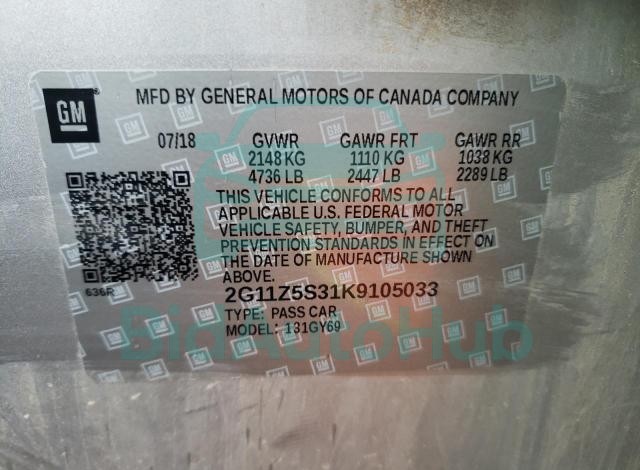 GM
MFD BY GENERAL MOTORS OF CANADA COMPANY
07/18 GVWR GAWR FRT GAWR RR
2148 KG 1110 KG 1038 KG
4736 LB 2447 LB 2289 LB
THIS VEHICLE CONFORMS TO ALL
APPLICABLE U.S. FEDERAL MOTOR
VEHICLE SAFETY, BUMPER, AND THEFT
PREVENTION STANDARDS IN EFFECT ON
THE DATE OF MANUFACTURE SHOWN
ABOVE.
636R
2G11Z5S31K9105033
TYPE: PASS CAR
MODEL: 131GY69
BidAutoHub